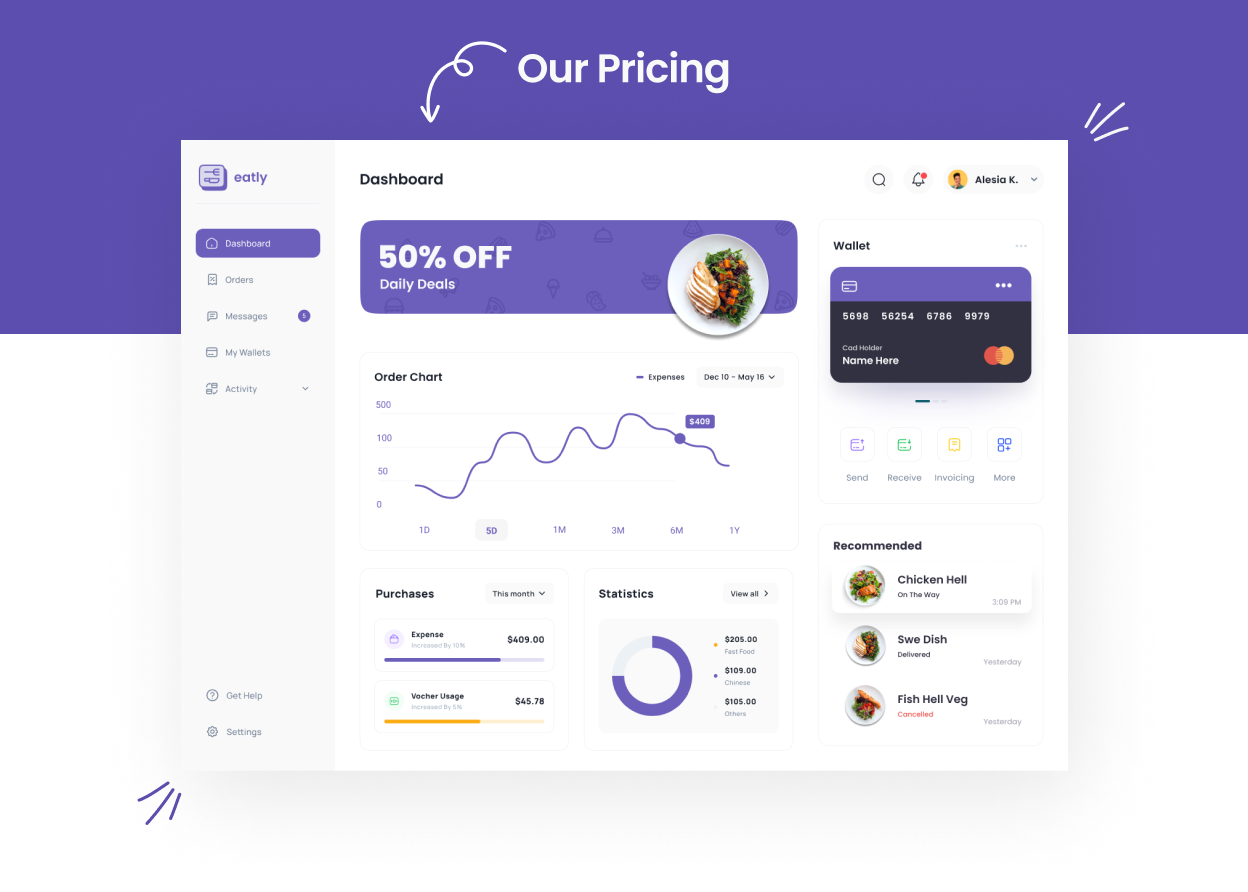 Our Pricing
eatly
Dashboard
Orders
Messages
5
My Wallets
Activity
Get Help
Settings
Dashboard
Alesia K.
50% OFF
Daily Deals
Order Chart
Expenses
Dec 10 - May 16
500
100
50
0
$409
1D
5D
1M
3M
6M
1Y
Purchases
This month
Expense
Increased By 10%
$409.00
Vocher Usage
Increased By 5%
$45.78
Statistics
View all
$205.00
Fast Food
$109.00
Chinese
$105.00
Others
Wallet
5698 56254 6786 9979
Cad Holder
Name Here
Send
Receive
Invoicing
More
Recommended
Chicken Hell
On The Way
3:09 PM
Swe Dish
Delivered
Yesterday
Fish Hell Veg
Cancelled
Yesterday